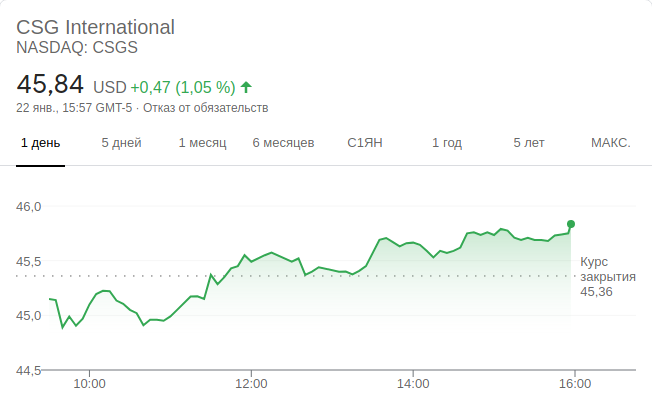 CSG International
NASDAQ: CSGS
45,84 USD +0,47 (1,05 %)
22 янв., 15:57 GMT-5 · Отказ от обязательств
1 день 5 дней 1 месяц 6 месяцев С1ЯН 1 год 5 лет МАКС.
46,0
45,5
Курс
закрытия
45,36
45,0
44,5
10:00 12:00 14:00 16:00